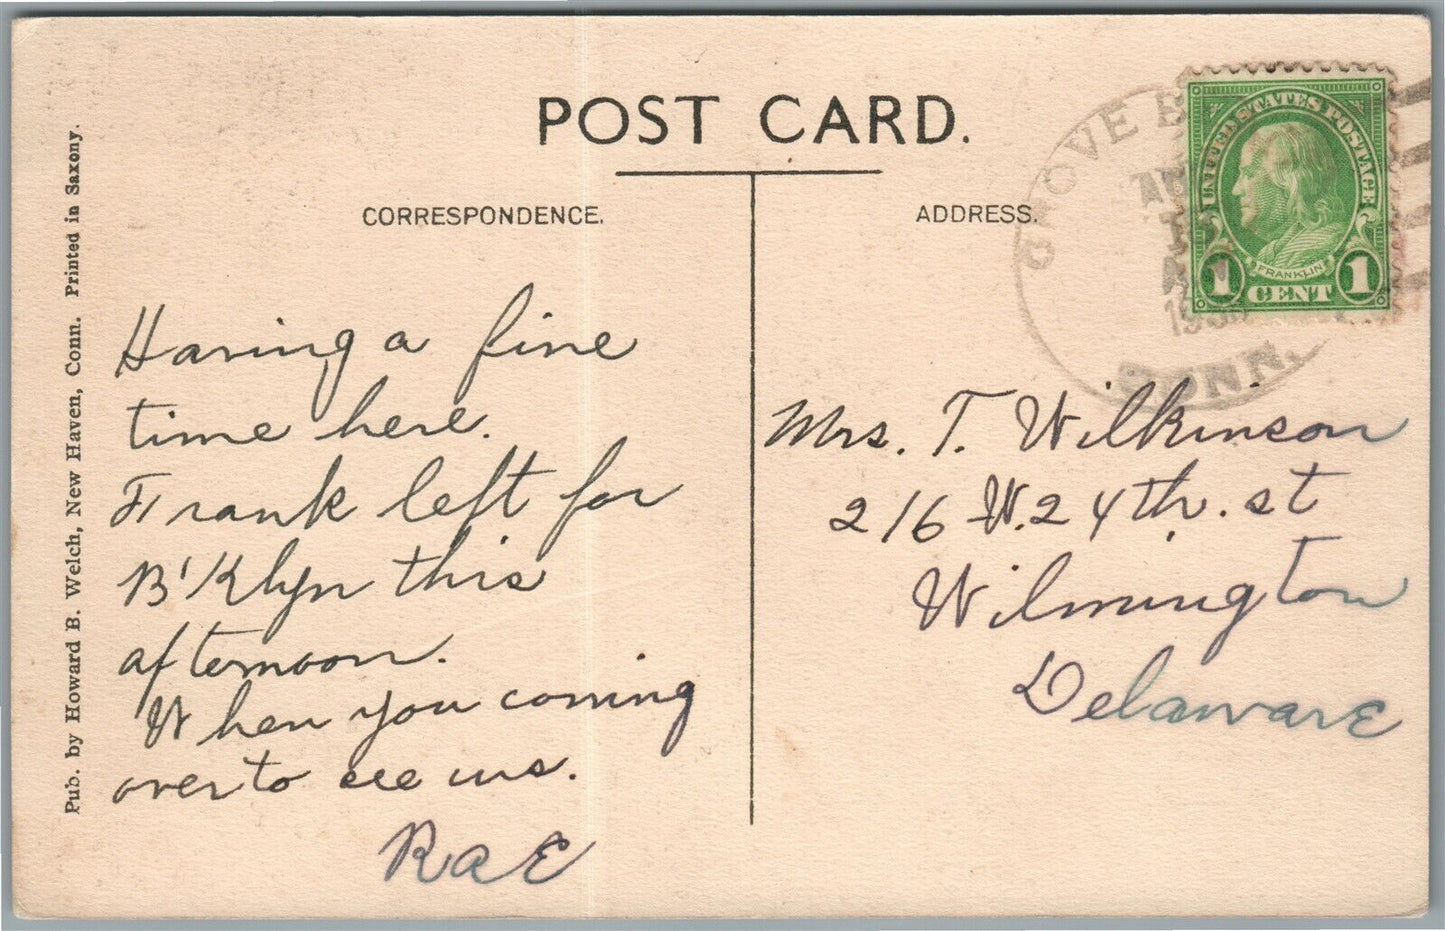 POST CARD.
CORRESPONDENCE.
ADDRESS.
Pub. by Howard B. Welch, New Haven, Conn. Printed in Saxony.
Having a fine
time here.
Frank left for
B'Klyn this
afternoon.
When you coming
over to see us.
Rae
GROVE
CONN.
UNITED STATES POSTAGE
FRANKLIN
1 CENT 1
Mrs. T. Wilkinson
216 W. 24th. st
Wilmington
Delaware